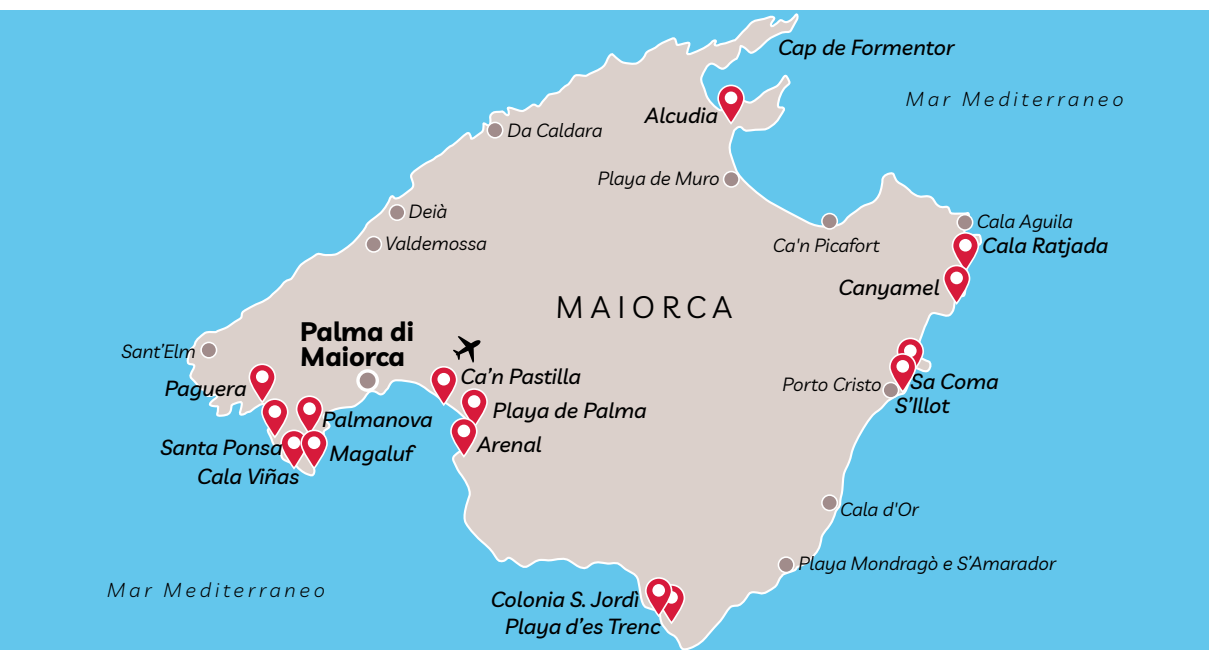 Cap de Formentor
Mar Mediterraneo
Alcudia
Da Caldara
Playa de Muro
Deià
Cala Aguila
Valdemossa
Ca'n Picafort
Cala Ratjada
Canyamel
MAIORCA
Palma di
Maiorca
Sant'Elm
Ca'n Pastilla
Sa Coma
Paguera
Porto Cristo
S'Illot
Playa de Palma
Palmanova
Arenal
Santa Ponsa
Magaluf
Cala Viñas
Cala d'Or
Playa Mondragò e S'Amarador
Mar Mediterraneo
Colonia S. Jordì
Playa d'es Trenc